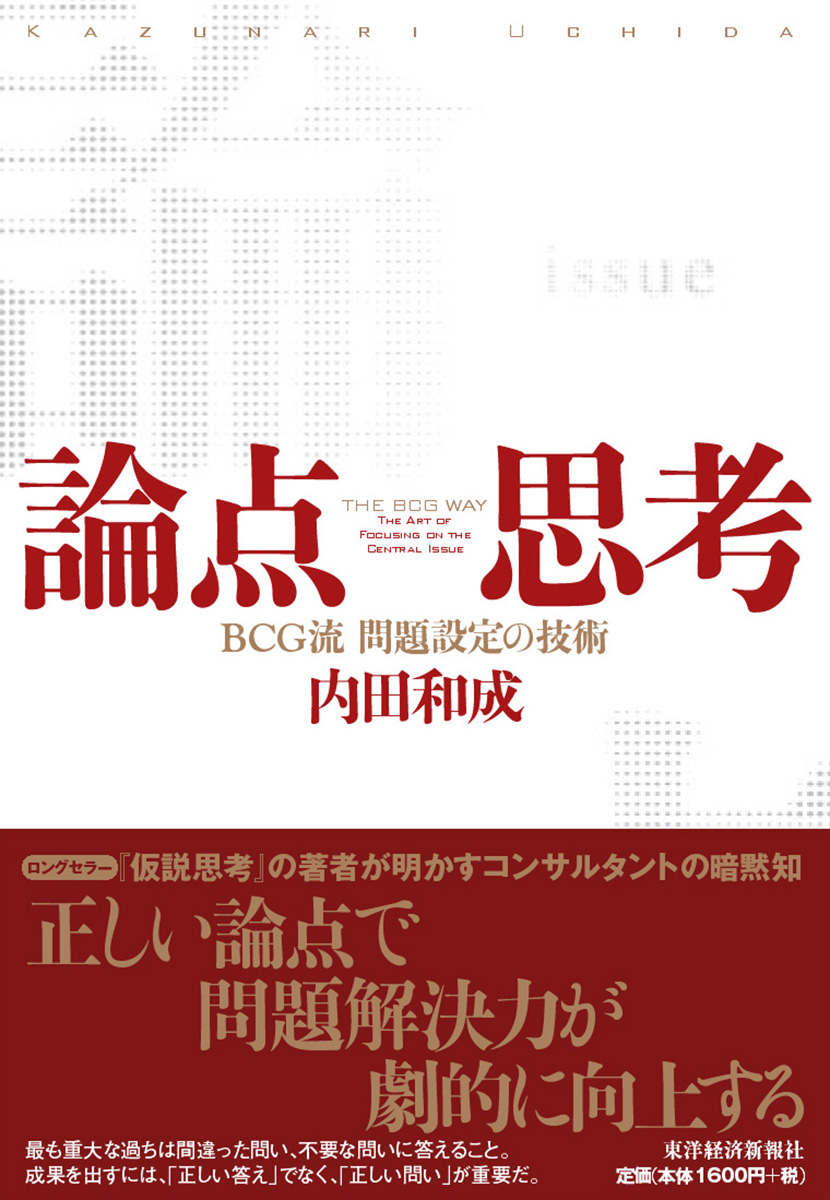 KAZUNARI UCHIDA
issue
論点思考
THE BCG WAY
THE ART OF
FOCUSING ON THE
CENTRAL ISSUE
BCG流 問題設定の技術
内田和成
ロングセラー『仮説思考』の著者が明かすコンサルタントの暗黙知
正しい論点で
問題解決力が
劇的に向上する
最も重大な過ちは間違った問い、不要な問いに答えること。
成果を出すには、「正しい答え」でなく、「正しい問い」が重要だ。
東洋経済新報社
定価(本体1600円+税)